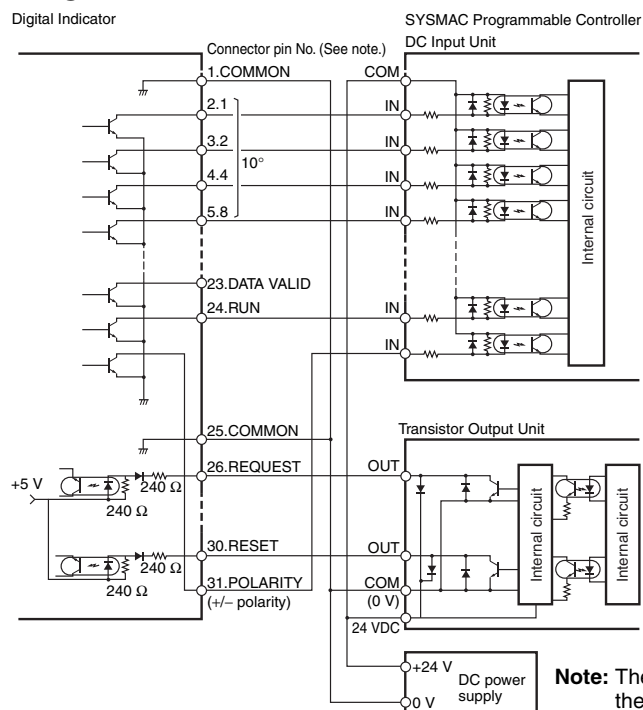 Digital Indicator
SYSMAC Programmable Controller
DC Input Unit
Connector pin No. (See note.)
1.COMMON
COM
2.1
IN
3.2
IN
10°
4.4
IN
5.8
IN
Internal circuit
23.DATA VALID
24.RUN
IN
IN
25.COMMON
Transistor Output Unit
26.REQUEST
OUT
+5 V
240 Ω
240 Ω
Internal circuit
Internal circuit
30.RESET
OUT
240 Ω
240 Ω
31.POLARITY
(+/− polarity)
COM
(0 V)
24 VDC
+24 V
DC power
supply
0 V
Note: The
the